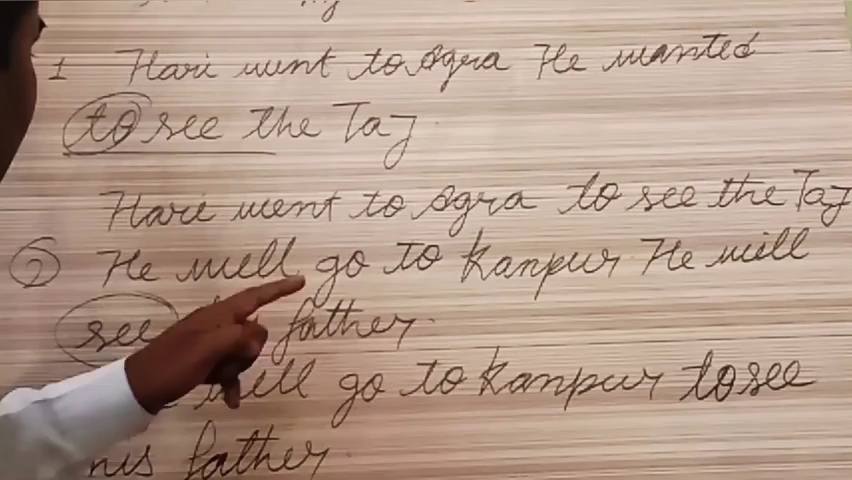 1 Hari went to Agra He wanted
to see the Taj
Hari went to Agra to see the Taj
2 He will go to Kanpur He will
see father.
will go to Kanpur to see
his father.